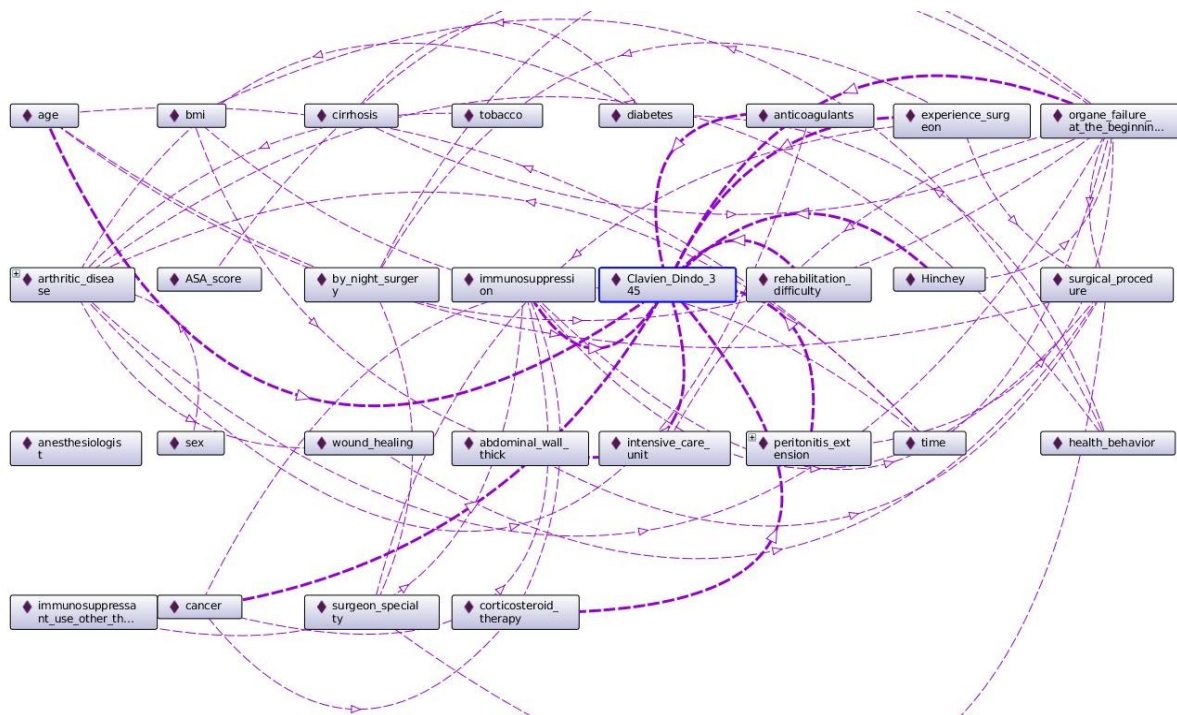 age
bmi
cirrhosis
tobacco
diabetes
anticoagulants
experience_surg
eon
organe_failure_
at_the_beginnin...
arthritic_disea
se
ASA_score
by_night_surger
y
immunosuppressi
on
Clavien_Dindo_3
45
rehabilitation_
difficulty
Hinchey
surgical_proced
ure
anesthesiologis
t
sex
wound_healing
abdominal_wall_
thick
intensive_care_
unit
peritonitis_ext
ension
time
health_behavior
immunosuppressa
nt_use_other_th...
cancer
surgeon_special
ty
corticosteroid_
therapy